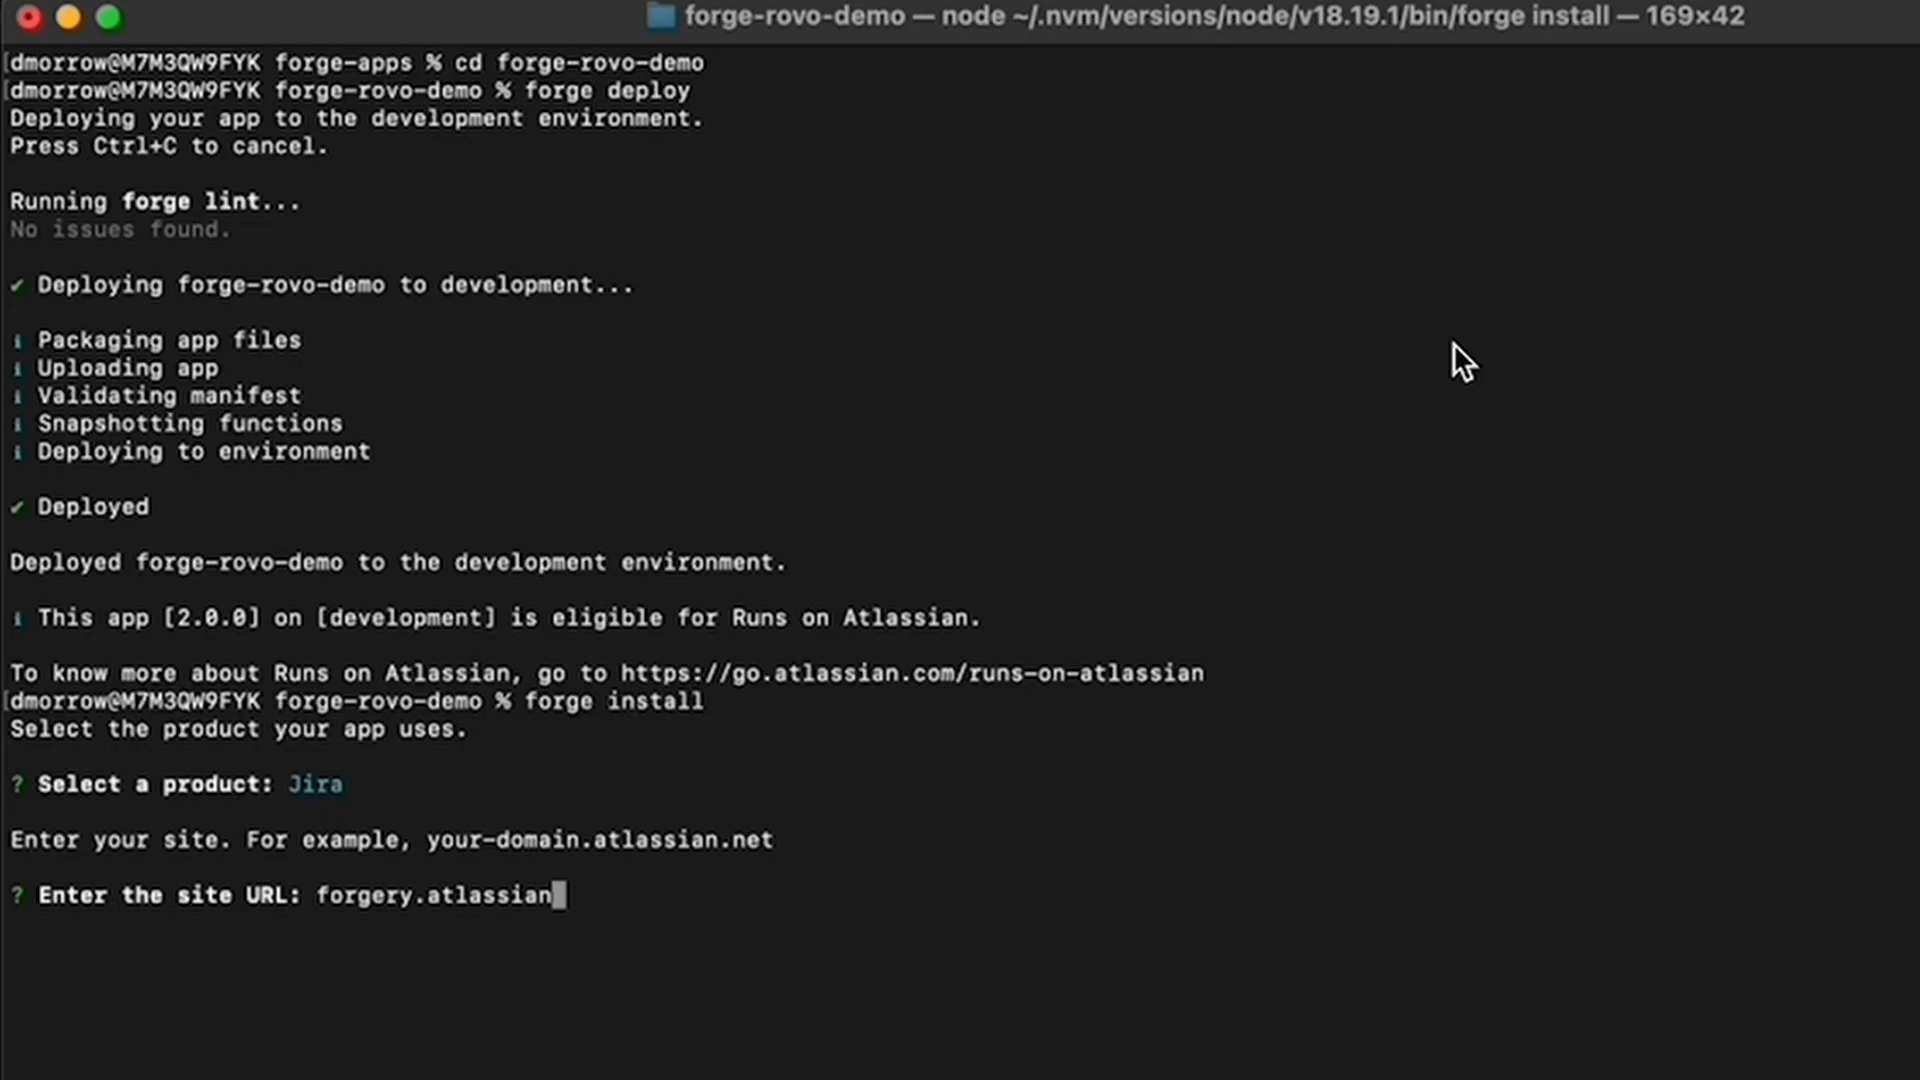 forge-rovo-demo — node ~/.nvm/versions/node/v18.19.1/bin/forge install — 169×42
[dmorrow@M7M3QW9FYK forge-apps % cd forge-rovo-demo
[dmorrow@M7M3QW9FYK forge-rovo-demo % forge deploy
Deploying your app to the development environment.
Press Ctrl+C to cancel.
Running forge lint...
No issues found.
✔ Deploying forge-rovo-demo to development...
ℹ Packaging app files
ℹ Uploading app
ℹ Validating manifest
ℹ Snapshotting functions
ℹ Deploying to environment
✔ Deployed
Deployed forge-rovo-demo to the development environment.
ℹ This app [2.0.0] on [development] is eligible for Runs on Atlassian.
To know more about Runs on Atlassian, go to https://go.atlassian.com/runs-on-atlassian
[dmorrow@M7M3QW9FYK forge-rovo-demo % forge install
Select the product your app uses.
? Select a product: Jira
Enter your site. For example, your-domain.atlassian.net
? Enter the site URL: forgery.atlassian